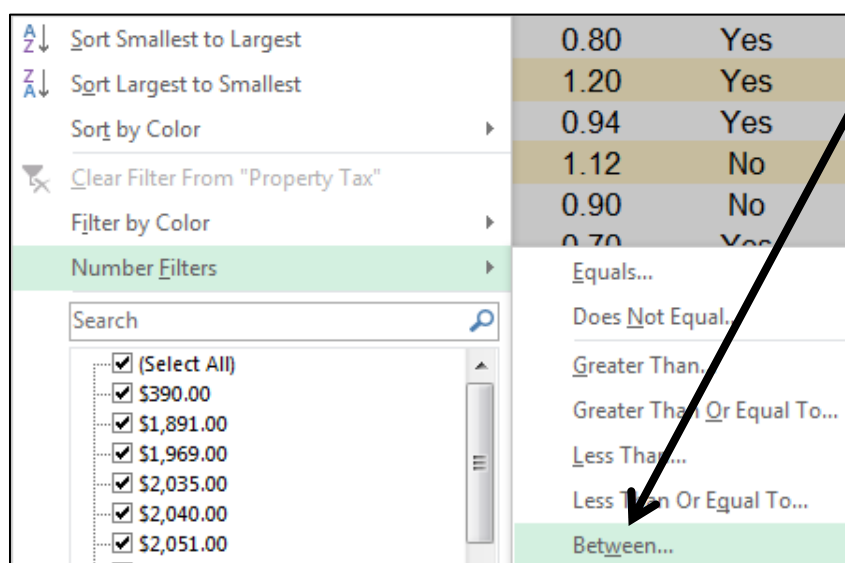 Sort Smallest to Largest
Sort Largest to Smallest
Sort by Color
Clear Filter From "Property Tax"
Filter by Color
Number Filters
Search
(Select All)
$390.00
$1,891.00
$1,969.00
$2,035.00
$2,040.00
$2,051.00
0.80 Yes
1.20 Yes
0.94 Yes
1.12 No
0.90 No
0.70 Yes
Equals...
Does Not Equal...
Greater Than...
Greater Than Or Equal To...
Less Than...
Less Than Or Equal To...
Between...